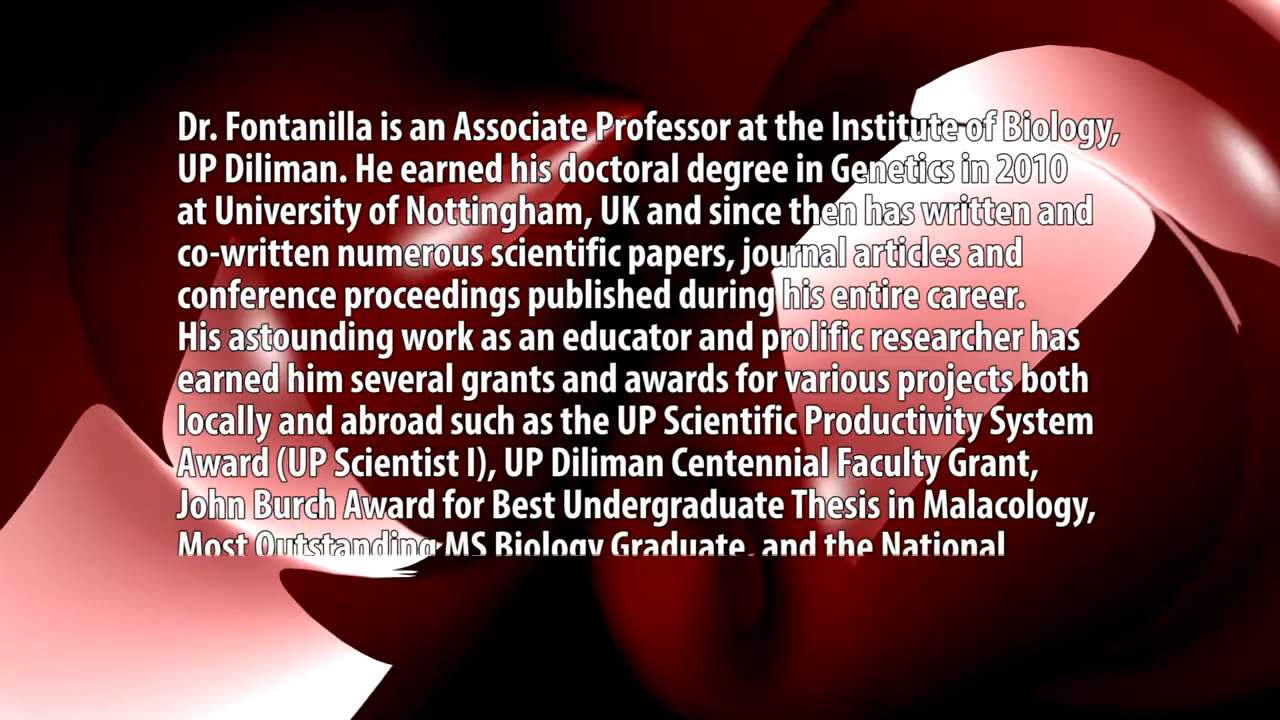 Dr. Fontanilla is an Associate Professor at the Institute of Biology,
UP Diliman. He earned his doctoral degree in Genetics in 2010
at University of Nottingham, UK and since then has written and
co-written numerous scientific papers, journal articles and
conference proceedings published during his entire career.
His astounding work as an educator and prolific researcher has
earned him several grants and awards for various projects both
locally and abroad such as the UP Scientific Productivity System
Award (UP Scientist I), UP Diliman Centennial Faculty Grant,
John Burch Award for Best Undergraduate Thesis in Malacology,
Most Outstanding MS Biology Graduate, and the National